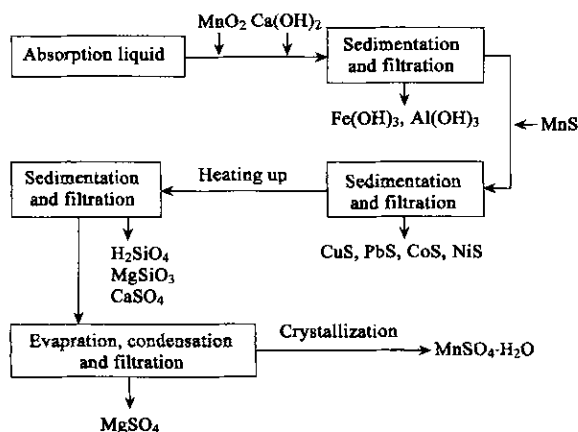 MnO2 Ca(OH)2
Absorption liquid
Sedimentation
and filtration
Fe(OH)3, Al(OH)3
MnS
Heating up
Sedimentation
and filtration
Sedimentation
and filtration
H2SiO4
MgSiO3
CaSO4
CuS, PbS, CoS, NiS
Evapration, condensation
and filtration
Crystallization
MnSO4·H2O
MgSO4